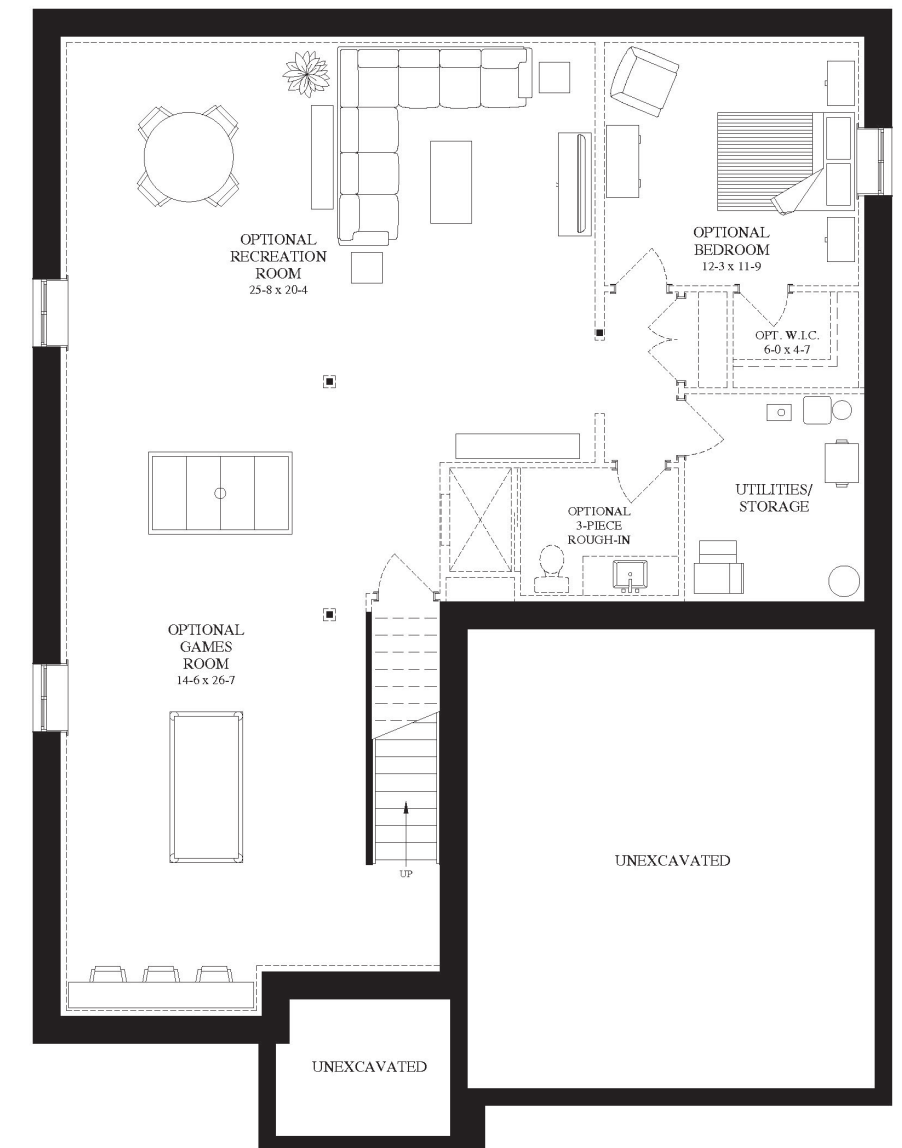 OPTIONAL
RECREATION
ROOM
25-8 x 20-4
OPTIONAL
BEDROOM
12-3 x 11-9
OPT. W.I.C.
6-0 x 4-7
UTILITIES/
STORAGE
OPTIONAL
3-PIECE
ROUGH-IN
OPTIONAL
GAMES
ROOM
14-6 x 26-7
UP
UNEXCAVATED
UNEXCAVATED